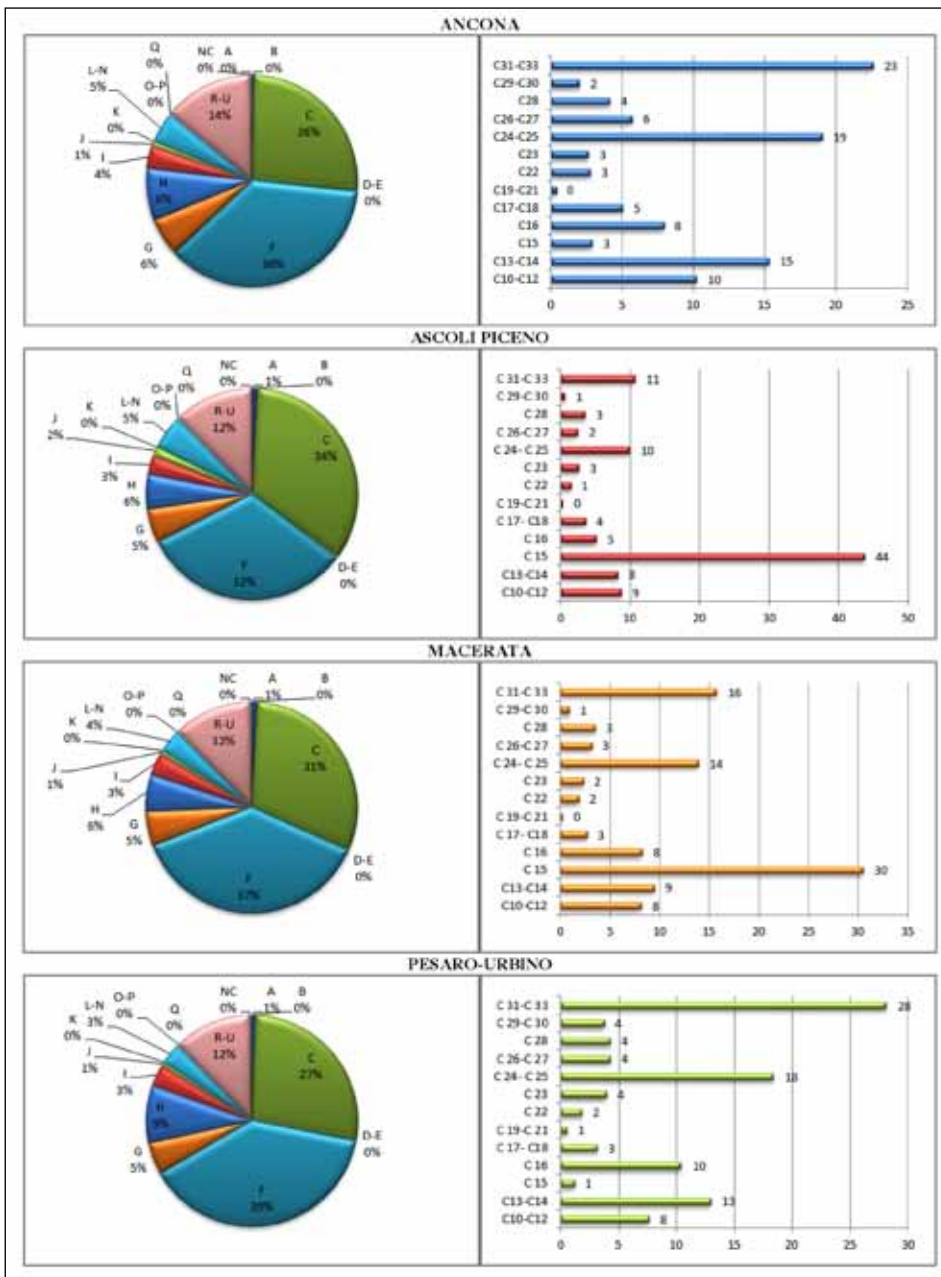 ANCONA
Q 0%
L-N 5%
O-P 0%
K 0%
J 1%
I 4%
H
G 6%
F
NC 0%
A 0%
B 0%
R-U 14%
C 26%
D-E 0%
C31-C33 23
C29-C30 2
C28 4
C26-C27 6
C24-C25 19
C23 3
C22 3
C19-C21 0
C17-C18 5
C16 8
C15 3
C13-C14 15
C10-C12 10
0 5 10 15 20 25
ASCOLI PICENO
Q 0%
O-P 0%
L-N 5%
K 0%
J 2%
I 3%
H 6%
G 5%
F
NC 0%
A 1%
B 0%
R-U 12%
C 34%
D-E 0%
C 31-C 33 11
C 29-C 30 1
C 28 3
C 26-C 27 2
C 24- C 25 10
C 23 3
C 22 1
C 19-C 21 0
C 17- C18 4
C 16 5
C 15 44
C13-C14 8
C10-C12 9
0 10 20 30 40 50
MACERATA
Q 0%
O-P 0%
L-N 4%
K 0%
J 1%
I 3%
H 6%
G 5%
F
NC 0%
A 1%
B 0%
R-U
C 31%
D-E 0%
C 31-C 33 16
C 29-C 30 1
C 28 3
C 26-C 27 3
C 24- C 25 14
C 23 2
C 22 2
C 19-C 21 0
C 17- C18 3
C 16 8
C 15 30
C13-C14 9
C10-C12 8
0 5 10 15 20 25 30 35
PESARO-URBINO
Q 0%
O-P 0%
L-N 3%
K 0%
J 1%
I 3%
H
G 5%
F
NC 0%
A 1%
B 0%
R-U 12%
C 27%
D-E 0%
C 31-C 33 28
C 29-C 30 4
C 28 4
C 26-C 27 4
C 24- C 25 18
C 23 4
C 22 2
C 19-C 21 1
C 17- C18 3
C 16 10
C 15 1
C13-C14 13
C10-C12 8
0 5 10 15 20 25 30